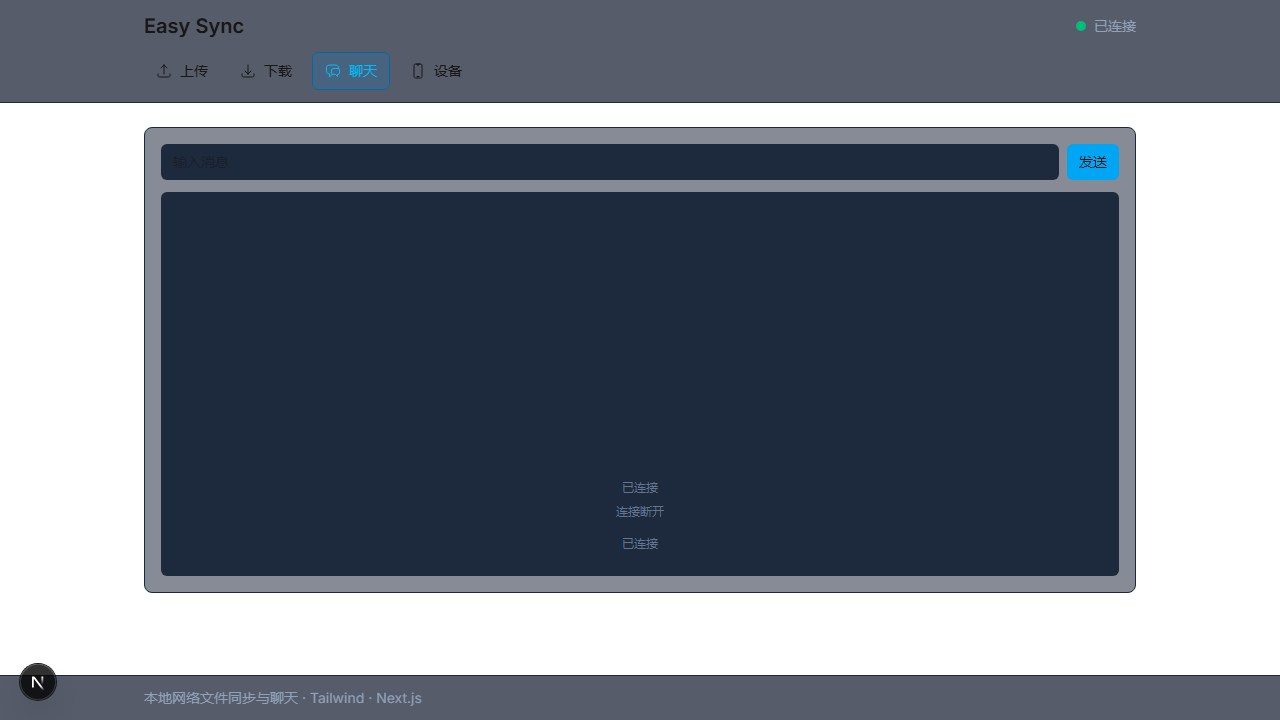 Easy Sync
已连接
上传
下载
聊天
设备
输入消息
发送
已连接
连接断开
已连接
N
本地网络文件同步与聊天 · Tailwind · Next.js